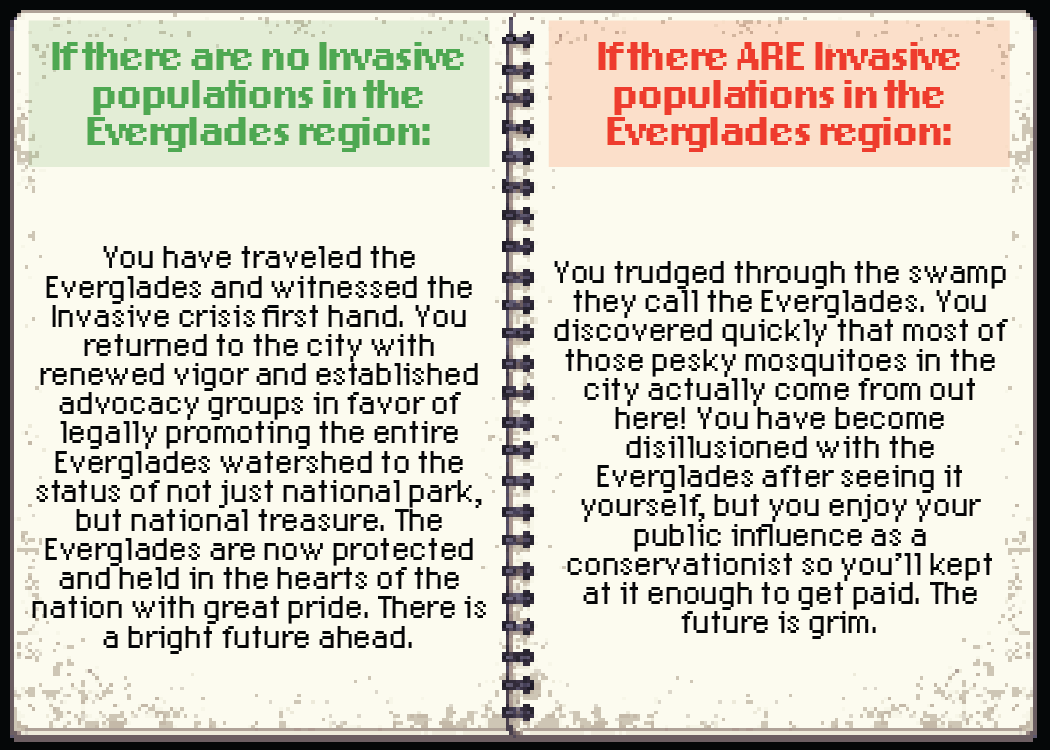 If there are no Invasive
populations in the
Everglades region:
You have traveled the
Everglades and witnessed the
Invasive crisis first hand. You
returned to the city with
renewed vigor and established
advocacy groups in favor of
legally promoting the entire
Everglades watershed to the
status of not just national park,
but national treasure. The
Everglades are now protected
and held in the hearts of the
nation with great pride. There is
a bright future ahead.
If there ARE Invasive
populations in the
Everglades region:
You trudged through the swamp
they call the Everglades. You
discovered quickly that most of
those pesky mosquitoes in the
city actually come from out
here! You have become
disillusioned with the
Everglades after seeing it
yourself, but you enjoy your
public influence as a
conservationist so you'll kept
at it enough to get paid. The
future is grim.